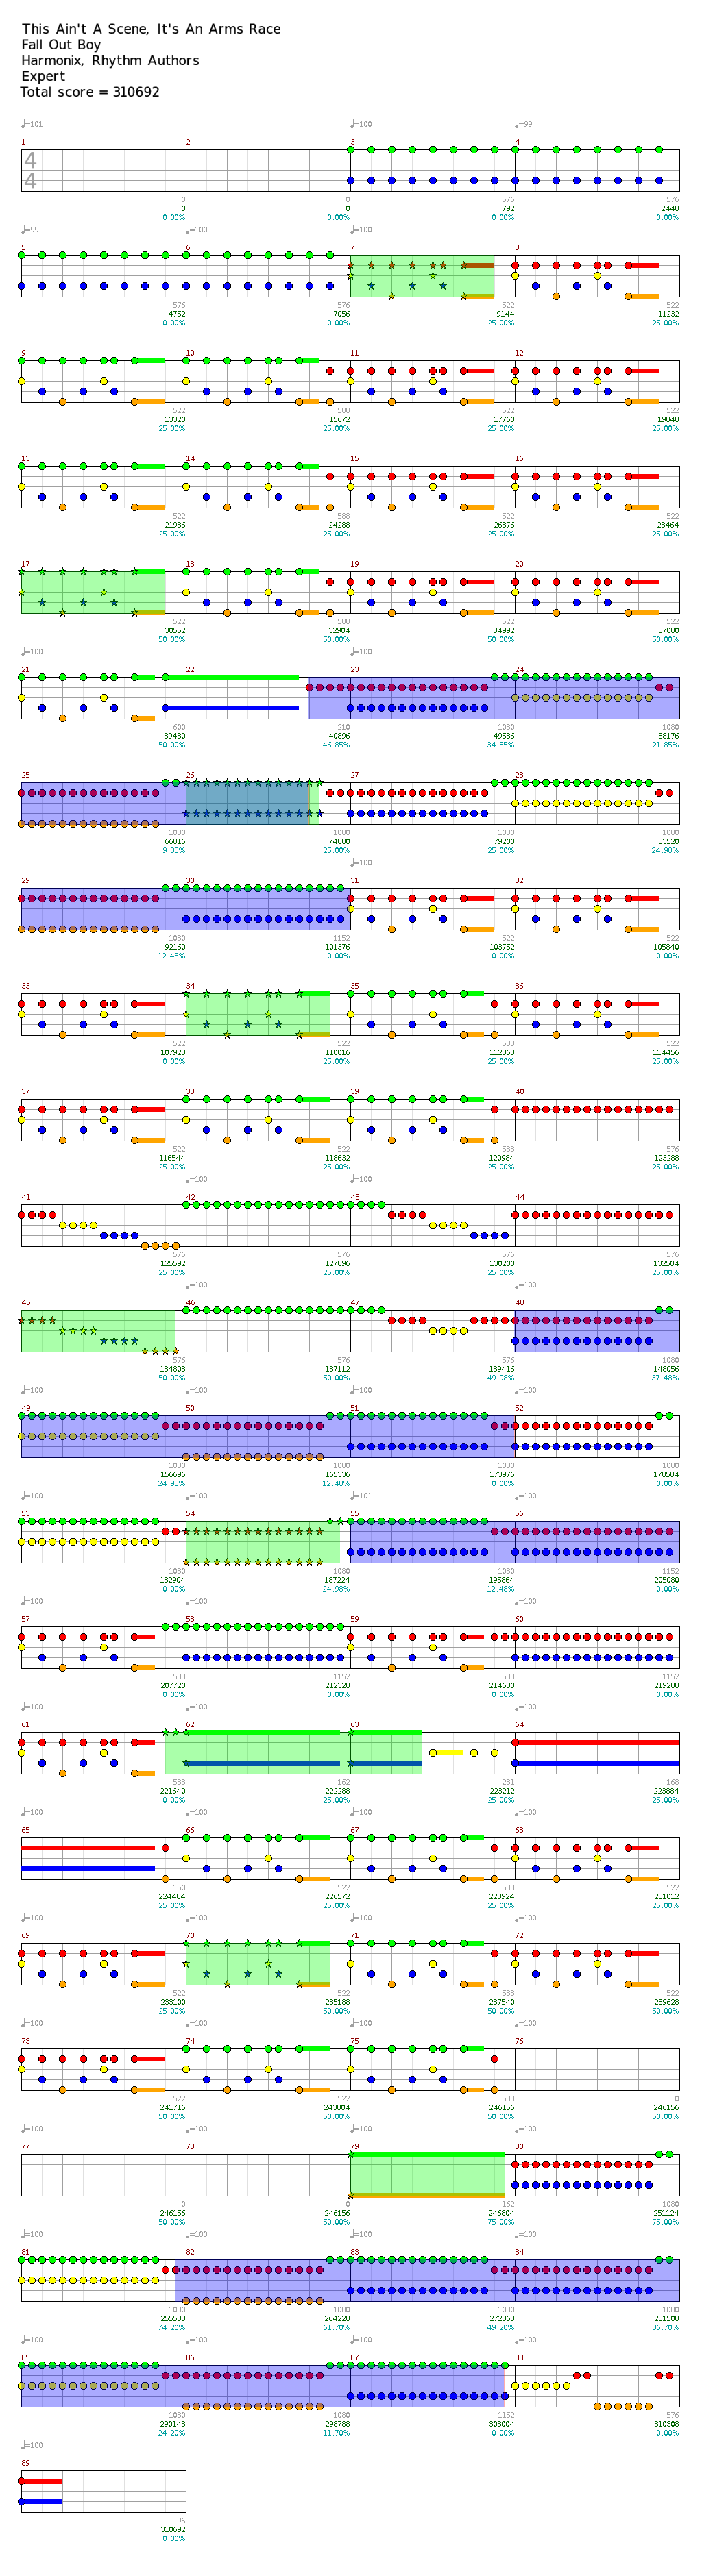 This Ain't A Scene, It's An Arms Race
Fall Out Boy
Harmonix, Rhythm Authors
Expert
Total score = 310692
♩=101 ♩=100 ♩=99
1 2 3 4
4
4
0 576 576
0 0 792 2448
0.00% 0.00% 0.00% 0.00%
♩=99 ♩=100 ♩=100
5 6 7 8
576 576 522 522
4752 7056 9144 11232
0.00% 0.00% 25.00% 25.00%
9 10 11 12
522 588 522 522
13320 15672 17760 19848
25.00% 25.00% 25.00% 25.00%
13 14 15 16
522 588 522 522
21936 24288 26376 28464
25.00% 25.00% 25.00% 25.00%
17 18 19 20
522 588 522 522
30552 32904 34992 37080
50.00% 50.00% 50.00% 50.00%
♩=100 ♩=100
21 22 23 24
600 210 1080 1080
39480 40896 49536 58176
50.00% 46.85% 34.35% 21.85%
25 26 27 28
1080 1080 1080 1080
66816 74880 79200 83520
9.35% 25.00% 25.00% 24.98%
♩=100
29 30 31 32
1080 1152 522 522
92160 101376 103752 105840
12.48% 0.00% 0.00% 0.00%
33 34 35 36
522 522 588 522
107928 110016 112368 114456
0.00% 25.00% 25.00% 25.00%
37 38 39 40
522 522 588 576
116544 118632 120984 123288
25.00% 25.00% 25.00% 25.00%
♩=100
41 42 43 44
576 576 576 576
125592 127896 130200 132504
25.00% 25.00% 25.00% 25.00%
♩=100 ♩=100
45 46 47 48
576 576 576 1080
134808 137112 139416 148056
50.00% 50.00% 49.98% 37.48%
♩=100 ♩=100 ♩=100 ♩=100
49 50 51 52
1080 1080 1080 1080
156696 165336 173976 178584
24.98% 12.48% 0.00% 0.00%
♩=100 ♩=100 ♩=101 ♩=100
53 54 55 56
1080 1080 1080 1152
182904 187224 195864 205080
0.00% 24.98% 12.48% 0.00%
♩=100 ♩=100 ♩=100 ♩=100
57 58 59 60
588 1152 588 1152
207720 212328 214680 219288
0.00% 0.00% 0.00% 0.00%
♩=100 ♩=100 ♩=100
61 62 63 64
588 162 231 168
221640 222288 223212 223884
0.00% 25.00% 25.00% 25.00%
♩=100 ♩=100 ♩=100 ♩=100
65 66 67 68
150 522 588 522
224484 226572 228924 231012
25.00% 25.00% 25.00% 25.00%
♩=100 ♩=100 ♩=100 ♩=100
69 70 71 72
522 522 588 522
233100 235188 237540 239628
25.00% 50.00% 50.00% 50.00%
♩=100 ♩=100 ♩=100 ♩=100
73 74 75 76
522 522 588 0
241716 243804 246156 246156
50.00% 50.00% 50.00% 50.00%
♩=100 ♩=100 ♩=100 ♩=100
77 78 79 80
0 0 162 1080
246156 246156 246804 251124
50.00% 50.00% 75.00% 75.00%
♩=100 ♩=100 ♩=100 ♩=100
81 82 83 84
1080 1080 1080 1080
255588 264228 272868 281508
74.20% 61.70% 49.20% 36.70%
♩=100 ♩=100 ♩=100 ♩=100
85 86 87 88
1080 1080 1152 576
290148 298788 308004 310308
24.20% 11.70% 0.00% 0.00%
♩=100
89
96
310692
0.00%